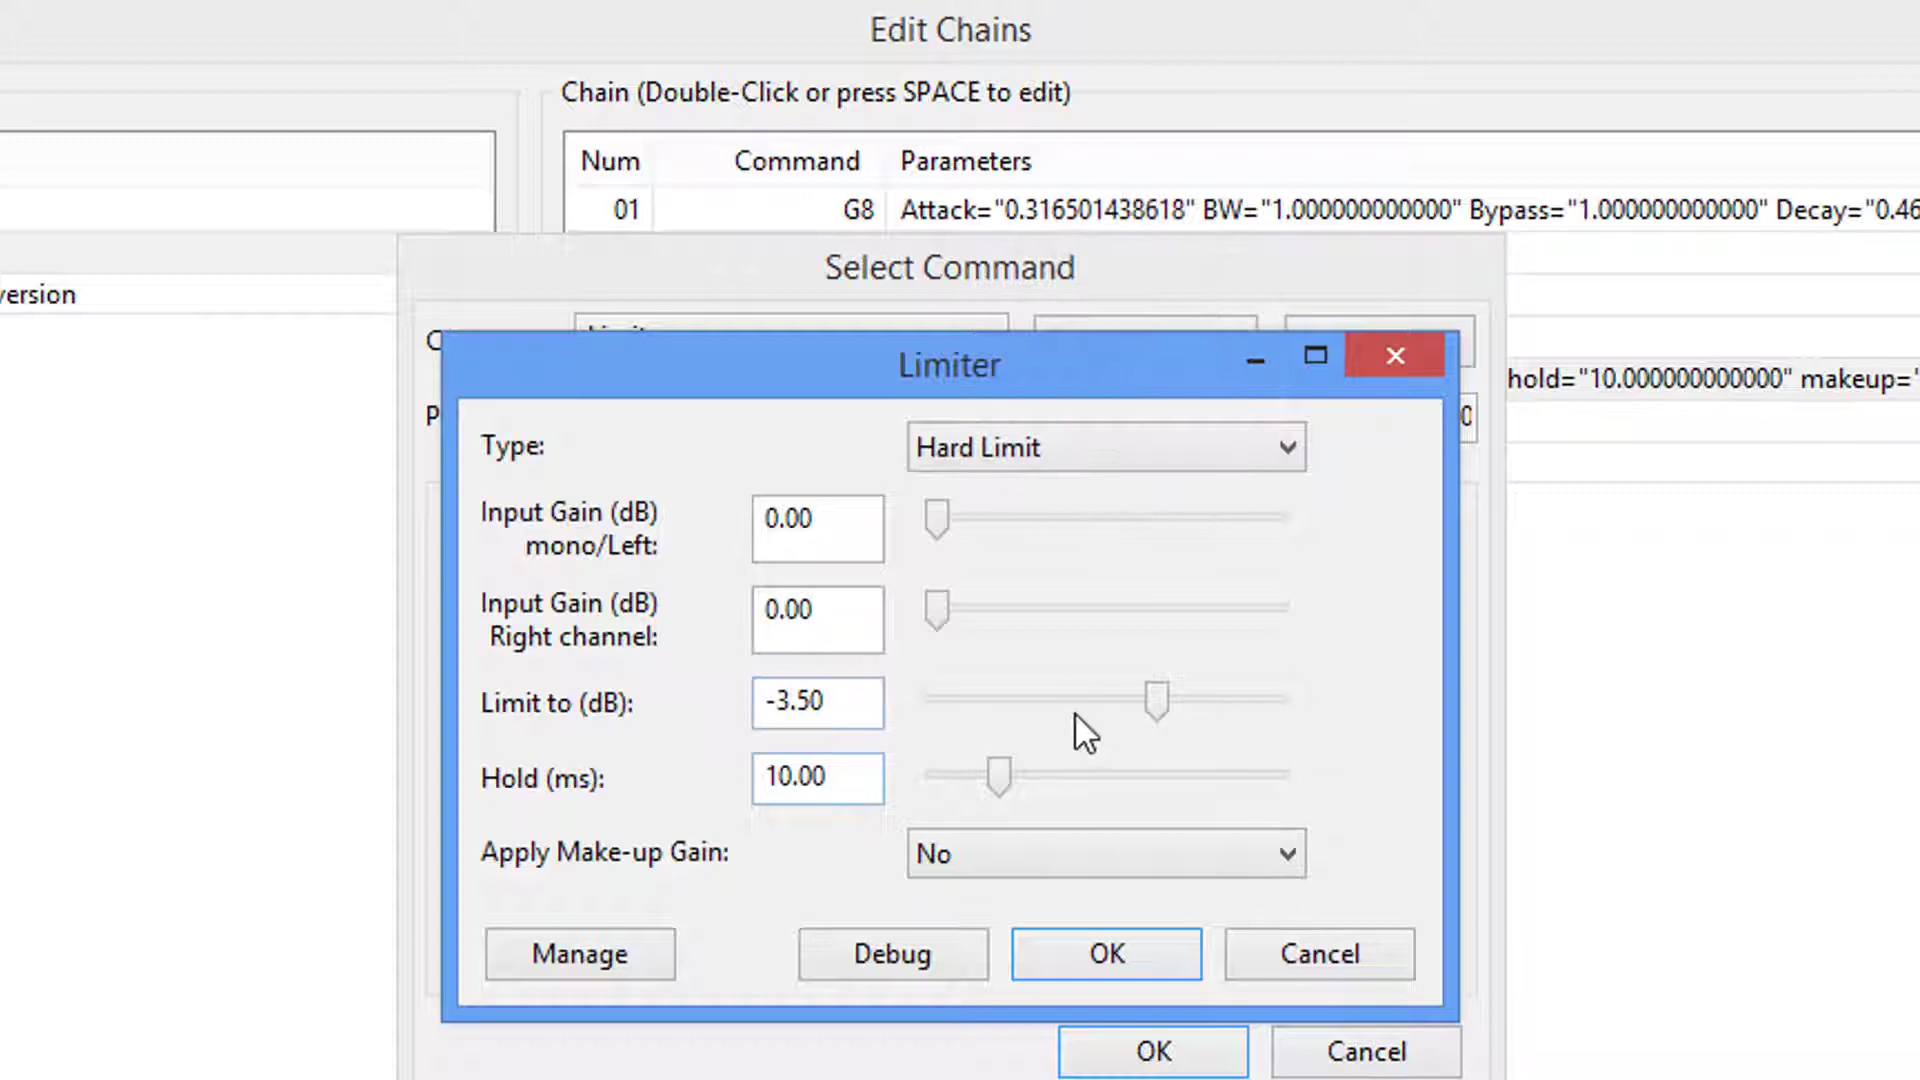 Edit Chains
Chain (Double-Click or press SPACE to edit)
Num Command Parameters
01 G8 Attack="0.316501438618" BW="1.000000000000" Bypass="1.000000000000" Decay="0.46
Select Command
version
Limiter
hold="10.000000000000" makeup="
Type: Hard Limit
Input Gain (dB) mono/Left: 0.00
Input Gain (dB) Right channel: 0.00
Limit to (dB): -3.50
Hold (ms): 10.00
Apply Make-up Gain: No
Manage Debug OK Cancel
OK Cancel